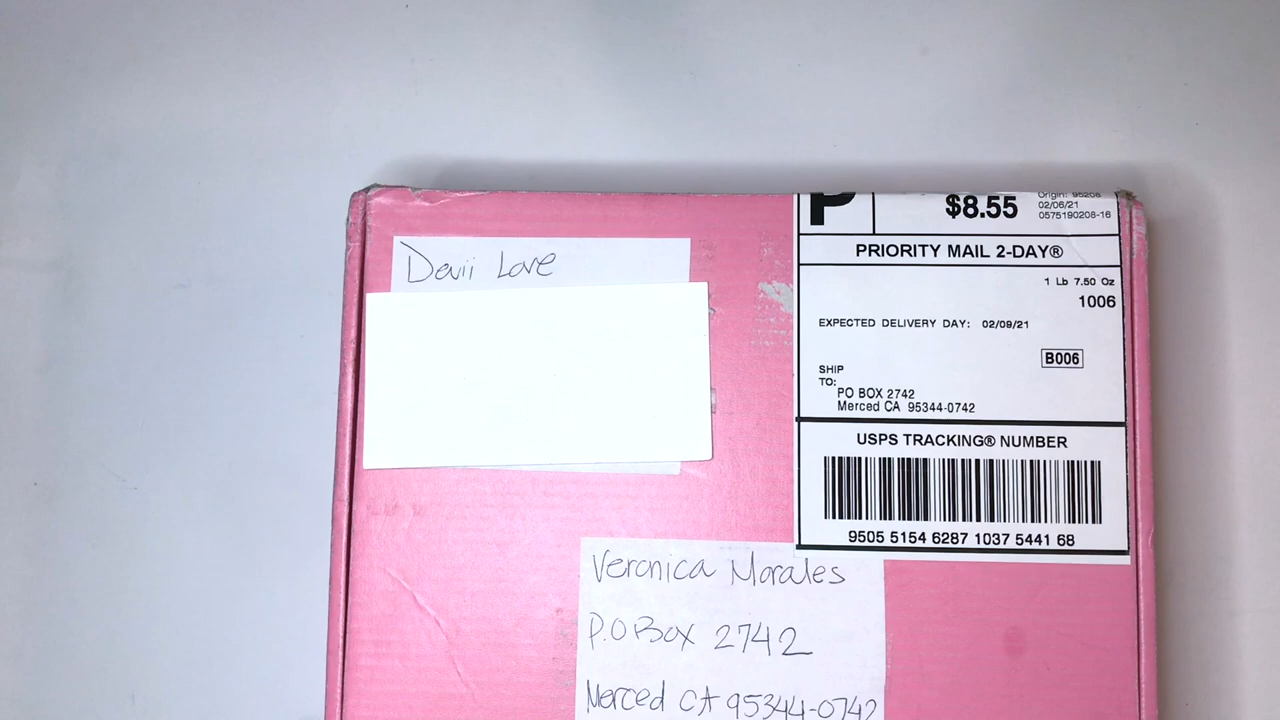 Devii Love
P
$8.55
Origin: 95206
02/06/21
0575190208-16
PRIORITY MAIL 2-DAY®
1 Lb 7.50 Oz
1006
EXPECTED DELIVERY DAY: 02/09/21
B006
SHIP
TO:
PO BOX 2742
Merced CA 95344-0742
USPS TRACKING® NUMBER
9505 5154 6287 1037 5441 68
Veronica Morales
P.O Box 2742
Merced CA 95344-0742